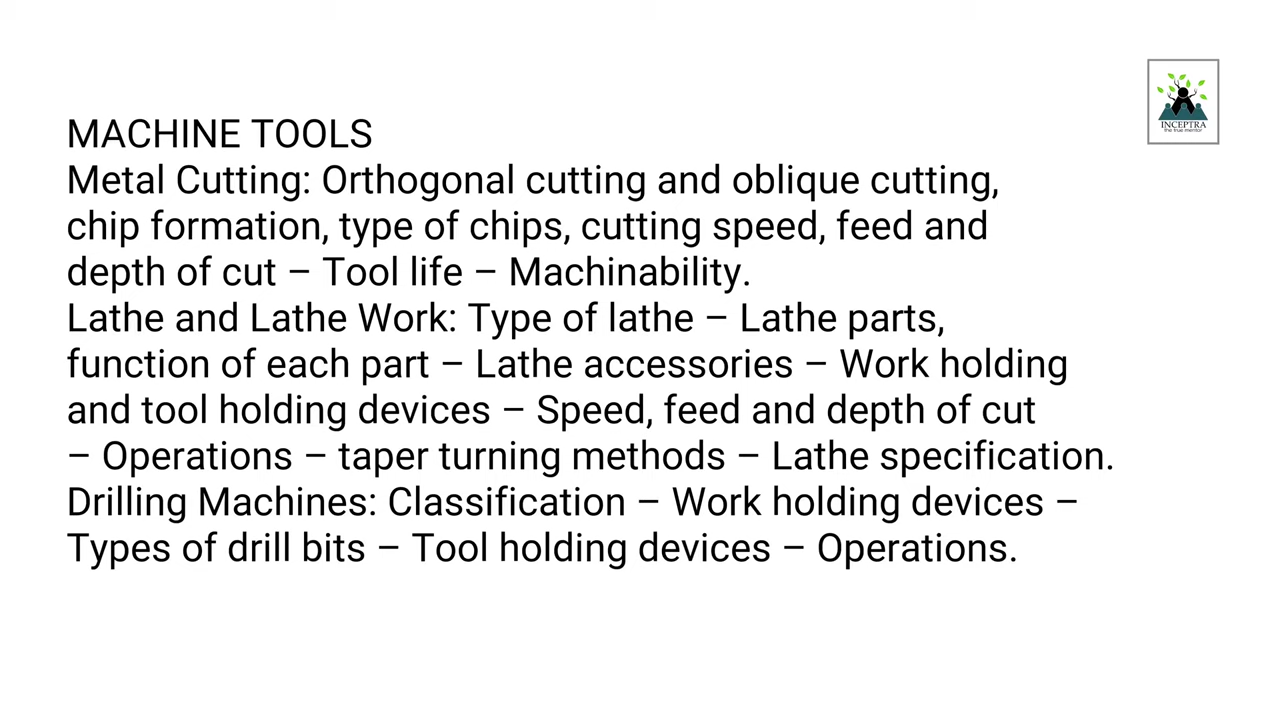 INCEPTRA
the true mentor
MACHINE TOOLS
Metal Cutting: Orthogonal cutting and oblique cutting,
chip formation, type of chips, cutting speed, feed and
depth of cut – Tool life – Machinability.
Lathe and Lathe Work: Type of lathe – Lathe parts,
function of each part – Lathe accessories – Work holding
and tool holding devices – Speed, feed and depth of cut
– Operations – taper turning methods – Lathe specification.
Drilling Machines: Classification – Work holding devices –
Types of drill bits – Tool holding devices – Operations.